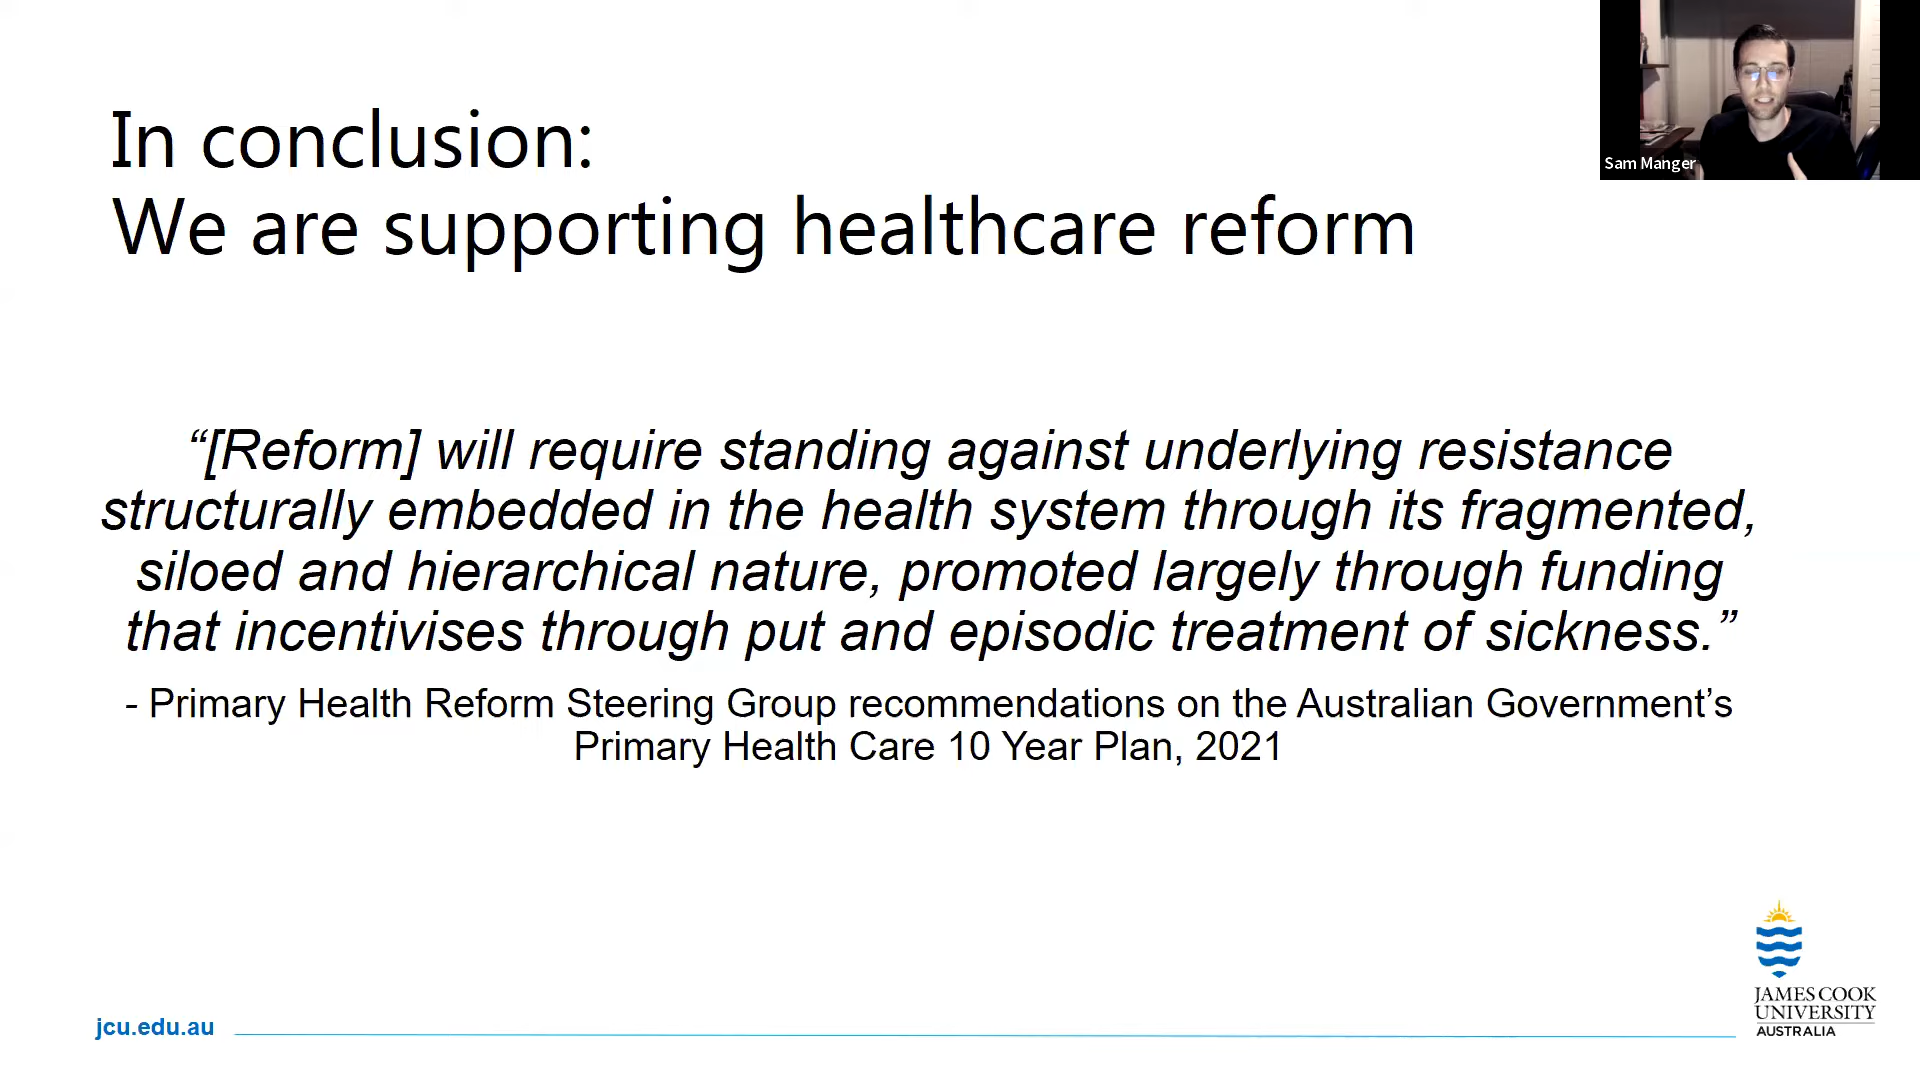 In conclusion:
We are supporting healthcare reform
Sam Manger
“[Reform] will require standing against underlying resistance
structurally embedded in the health system through its fragmented,
siloed and hierarchical nature, promoted largely through funding
that incentivises through put and episodic treatment of sickness.”
- Primary Health Reform Steering Group recommendations on the Australian Government’s
Primary Health Care 10 Year Plan, 2021
jcu.edu.au
JAMES COOK
UNIVERSITY
AUSTRALIA